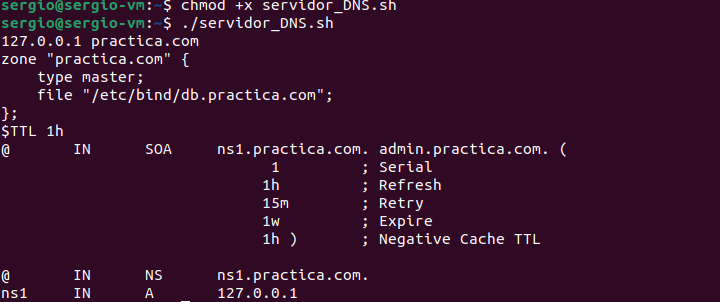 sergio@sergio-vm:~$ chmod +x servidor_DNS.sh
sergio@sergio-vm:~$ ./servidor_DNS.sh
127.0.0.1 practica.com
zone "practica.com" {
    type master;
    file "/etc/bind/db.practica.com";
};
$TTL 1h
@       IN      SOA     ns1.practica.com. admin.practica.com. (
                              1         ; Serial
                             1h         ; Refresh
                             15m        ; Retry
                             1w         ; Expire
                             1h )       ; Negative Cache TTL

@       IN      NS      ns1.practica.com.
ns1     IN      A       127.0.0.1